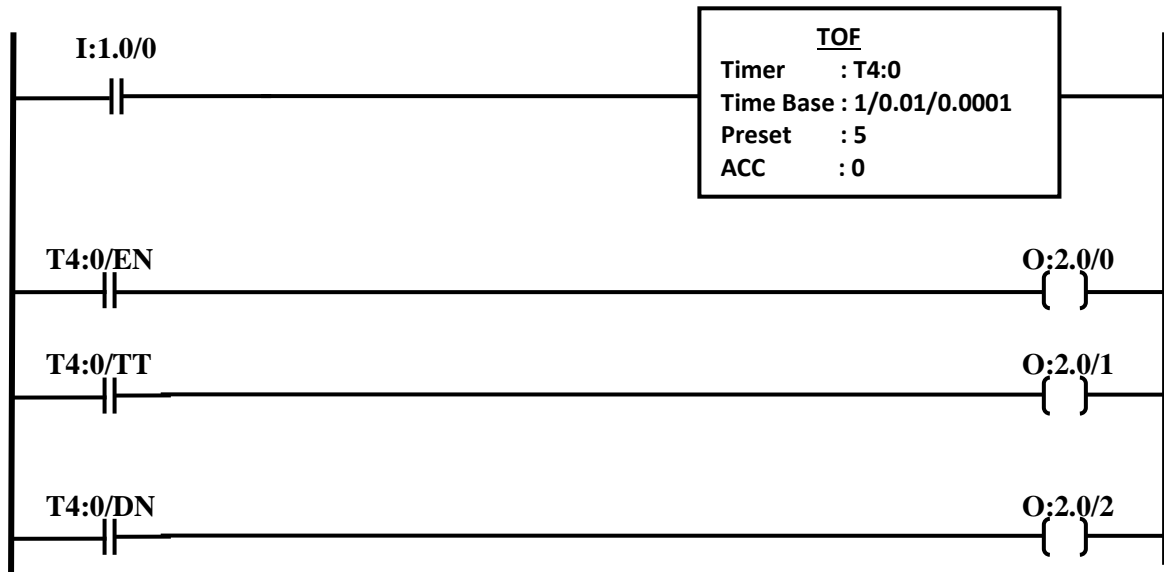 I:1.0/0
TOF
Timer : T4:0
Time Base : 1/0.01/0.0001
Preset : 5
ACC : 0
T4:0/EN O:2.0/0
T4:0/TT O:2.0/1
T4:0/DN O:2.0/2